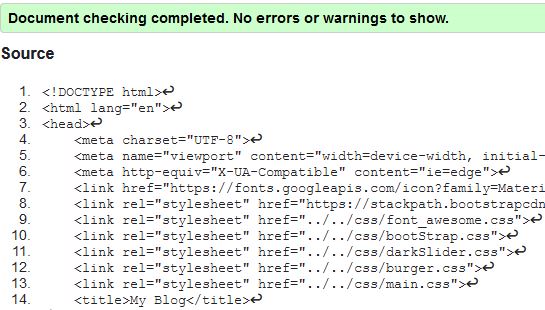 Document checking completed. No errors or warnings to show.
Source
1. <!DOCTYPE html>↩
2. <html lang="en">↩
3. <head>↩
4. <meta charset="UTF-8">↩
5. <meta name="viewport" content="width=device-width, initial-
6. <meta http-equiv="X-UA-Compatible" content="ie=edge">↩
7. <link href="https://fonts.googleapis.com/icon?family=Materi
8. <link rel="stylesheet" href="https://stackpath.bootstrapcdn
9. <link rel="stylesheet" href="../../css/font_awesome.css">↩
10. <link rel="stylesheet" href="../../css/bootStrap.css">↩
11. <link rel="stylesheet" href="../../css/darkSlider.css">↩
12. <link rel="stylesheet" href="../../css/burger.css">↩
13. <link rel="stylesheet" href="../../css/main.css">↩
14. <title>My Blog</title>↩